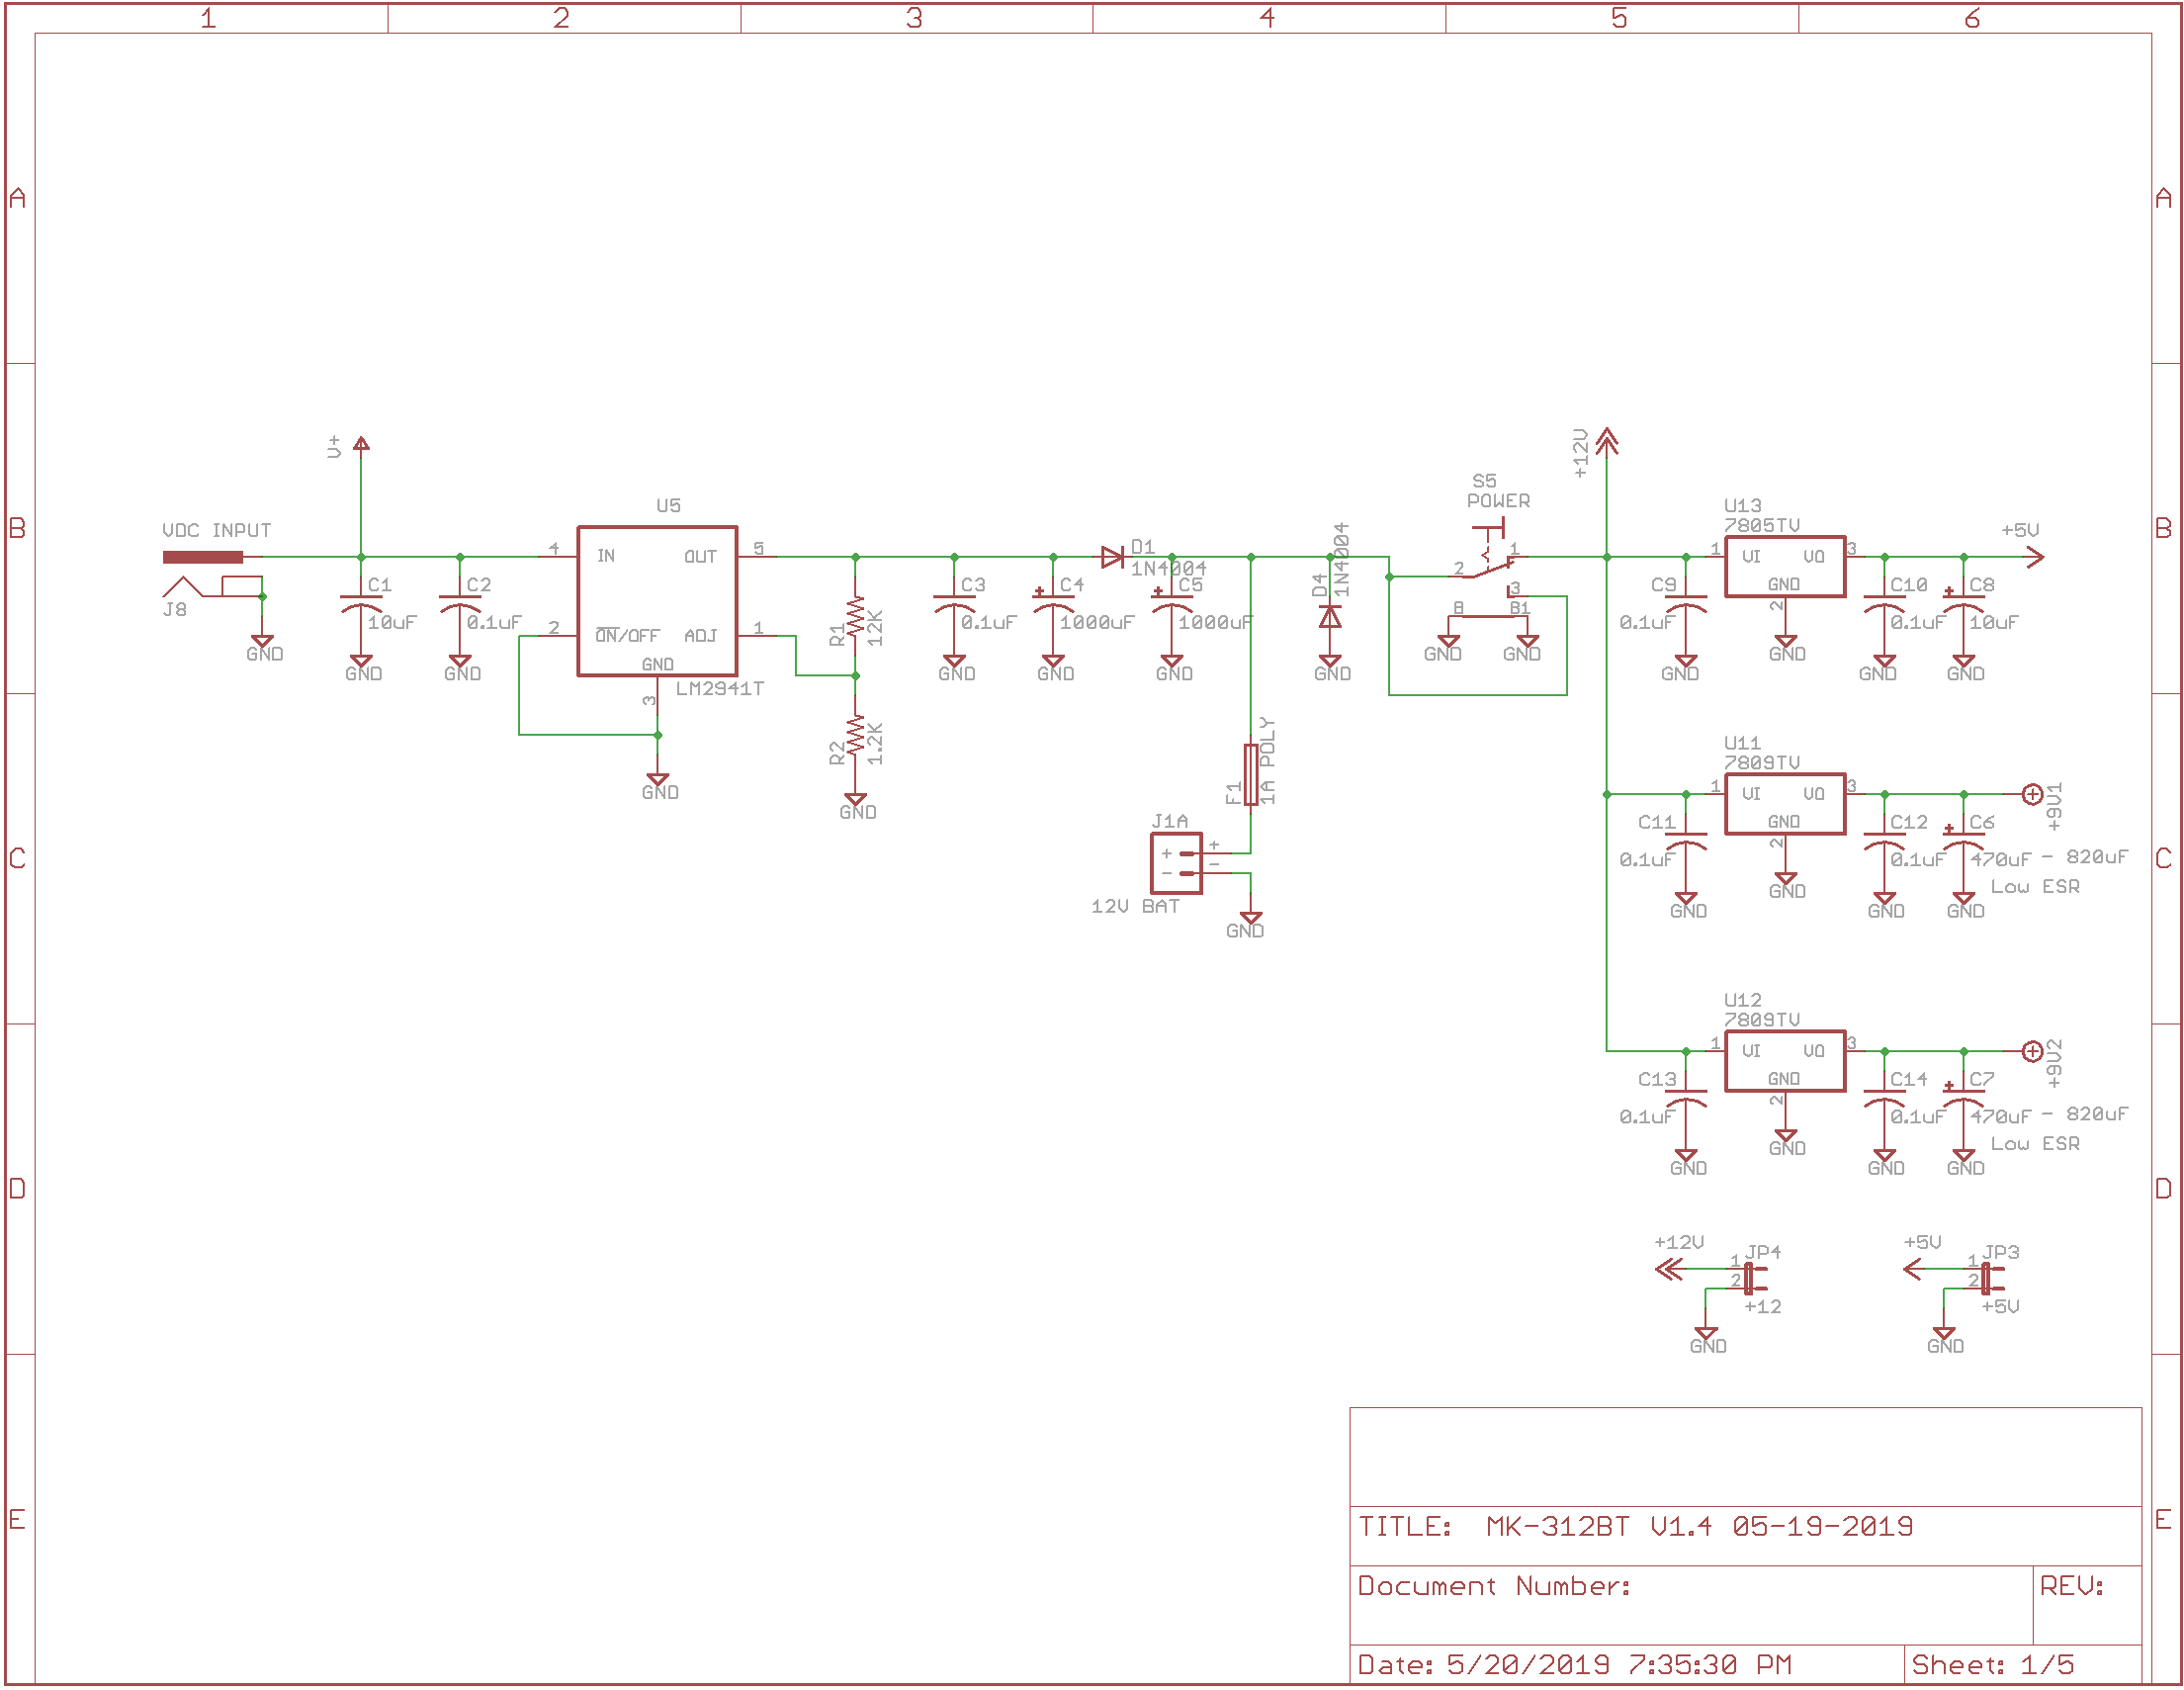 1 2 3 4 5 6
A A
B B
C C
D D
E E
V+
VDC INPUT
J8
GND
C1
10uF
GND
C2
0.1uF
GND
U5
4 IN OUT 5
2 ON/OFF ADJ 1
GND
3
LM2941T
GND
R1
12K
R2
1.2K
GND
C3
0.1uF
GND
C4
1000uF
GND
D1
1N4004
C5
1000uF
GND
F1
1A POLY
J1A
+ +
- -
12V BAT
GND
D4
1N4004
GND
S5
POWER
1
2
3
B B1
GND GND
+12V
U13
7805TV
1 VI VO 3
GND
2
GND
C9
0.1uF
GND
C10
0.1uF
GND
C8
10uF
GND
+5V
U11
7809TV
1 VI VO 3
GND
2
GND
C11
0.1uF
GND
C12
0.1uF
GND
C6
470uF - 820uF
Low ESR
GND
+9V1
U12
7809TV
1 VI VO 3
GND
2
GND
C13
0.1uF
GND
C14
0.1uF
GND
C7
470uF - 820uF
Low ESR
GND
+9V2
+12V
1 JP4
2
+12
GND
+5V
1 JP3
2
+5V
GND
TITLE: MK-312BT V1.4 05-19-2019
Document Number:
REV:
Date: 5/20/2019 7:35:30 PM
Sheet: 1/5